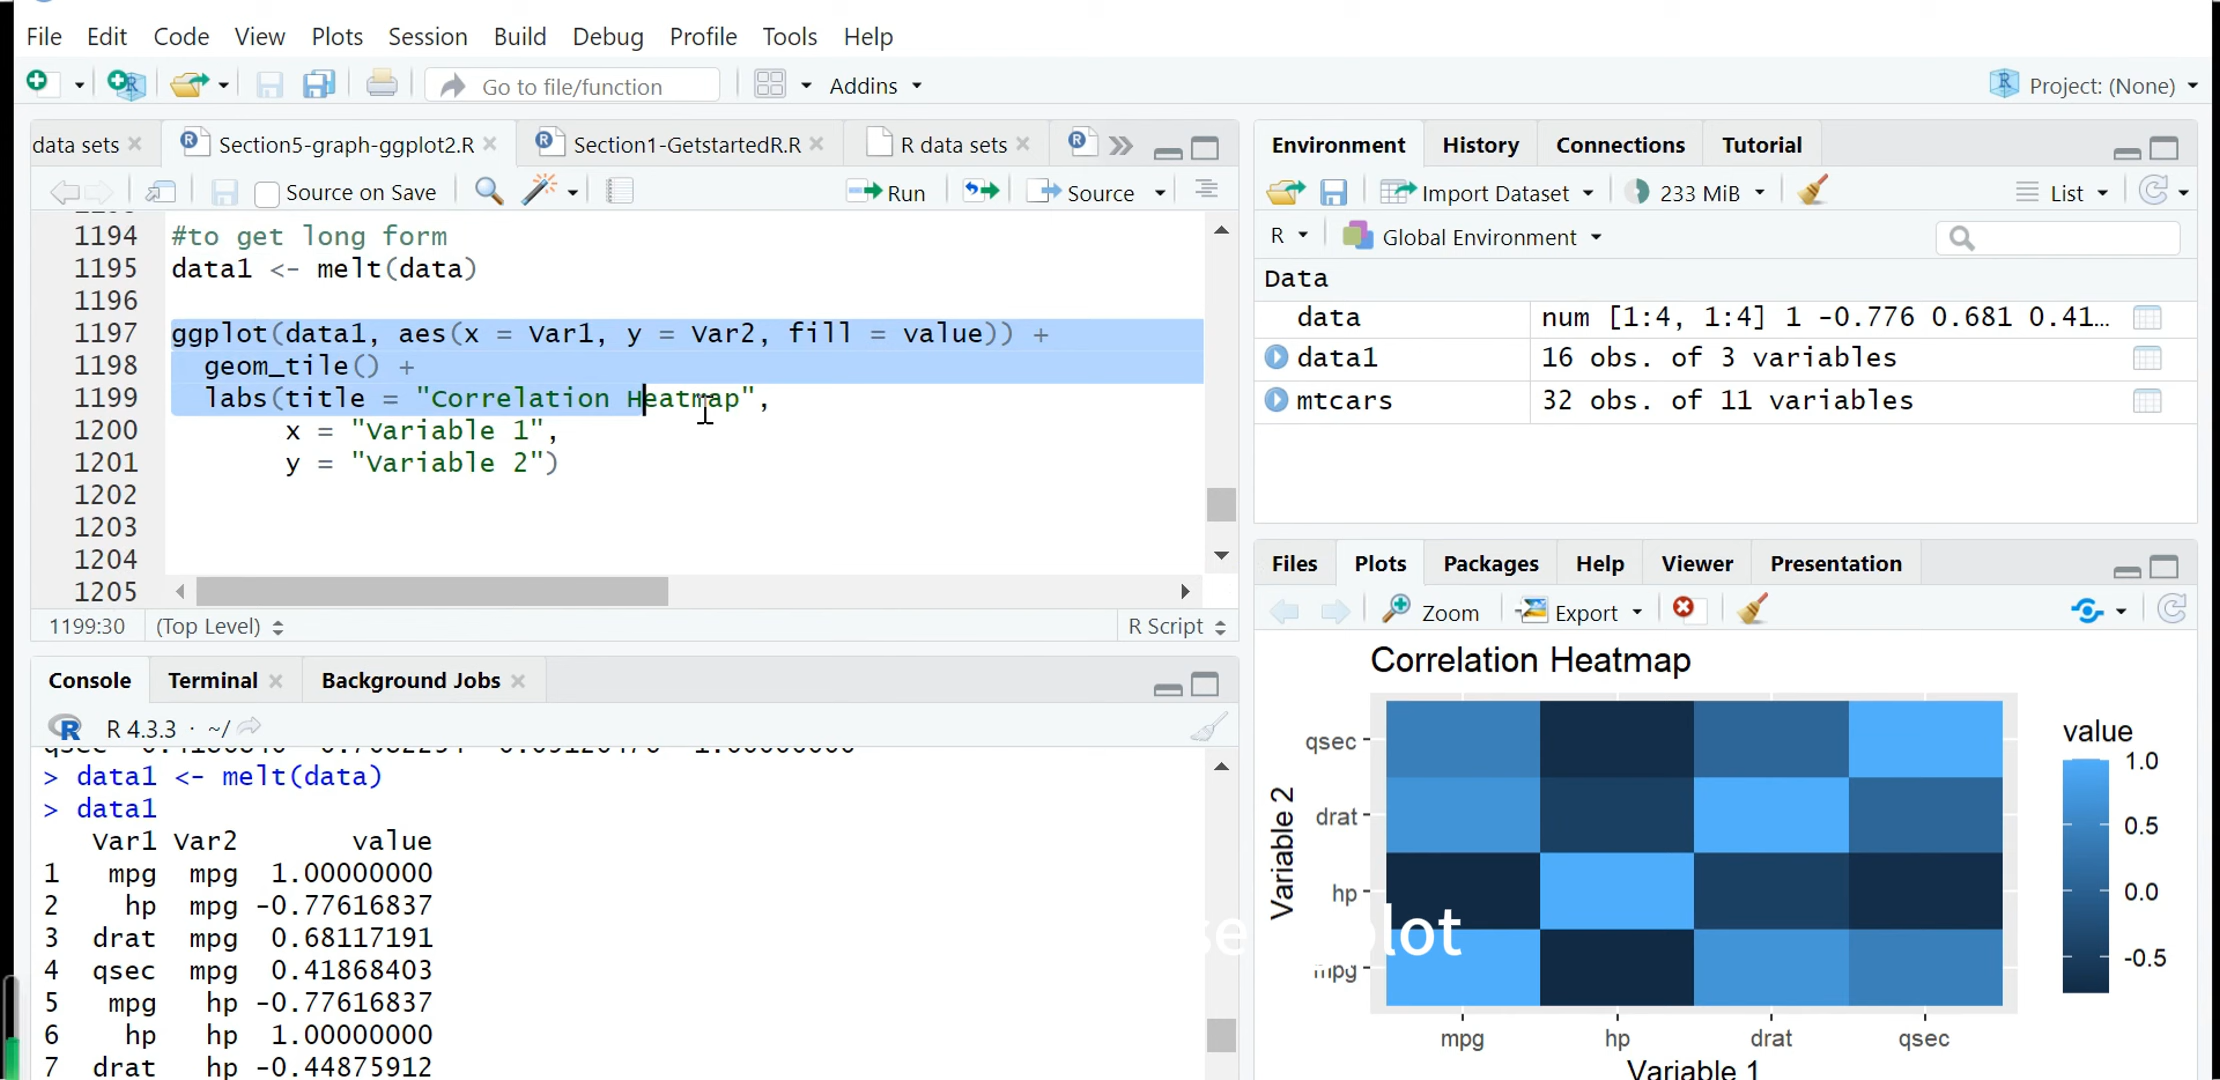 File Edit Code View Plots Session Build Debug Profile Tools Help
Go to file/function Addins Project: (None)
data sets Section5-graph-ggplot2.R Section1-GetstartedR.R R data sets
Source on Save Run Source
1194 #to get long form
1195 data1 <- melt(data)
1196
1197 ggplot(data1, aes(x = Var1, y = Var2, fill = value)) +
1198 geom_tile() +
1199 labs(title = "Correlation Heatmap",
1200 x = "Variable 1",
1201 y = "Variable 2")
1202
1203
1204
1205
1199:30 (Top Level) R Script
Console Terminal Background Jobs
R 4.3.3 · ~/
> data1 <- melt(data)
> data1
Var1 Var2 value
1 mpg mpg 1.00000000
2 hp mpg -0.77616837
3 drat mpg 0.68117191
4 qsec mpg 0.41868403
5 mpg hp -0.77616837
6 hp hp 1.00000000
7 drat hp -0.44875912
Environment History Connections Tutorial
Import Dataset 233 MiB List
R Global Environment
Data
data num [1:4, 1:4] 1 -0.776 0.681 0.41...
data1 16 obs. of 3 variables
mtcars 32 obs. of 11 variables
Files Plots Packages Help Viewer Presentation
Zoom Export
Correlation Heatmap
Variable 2
qsec
drat
hp
mpg
mpg hp drat qsec
Variable 1
value
1.0
0.5
0.0
-0.5